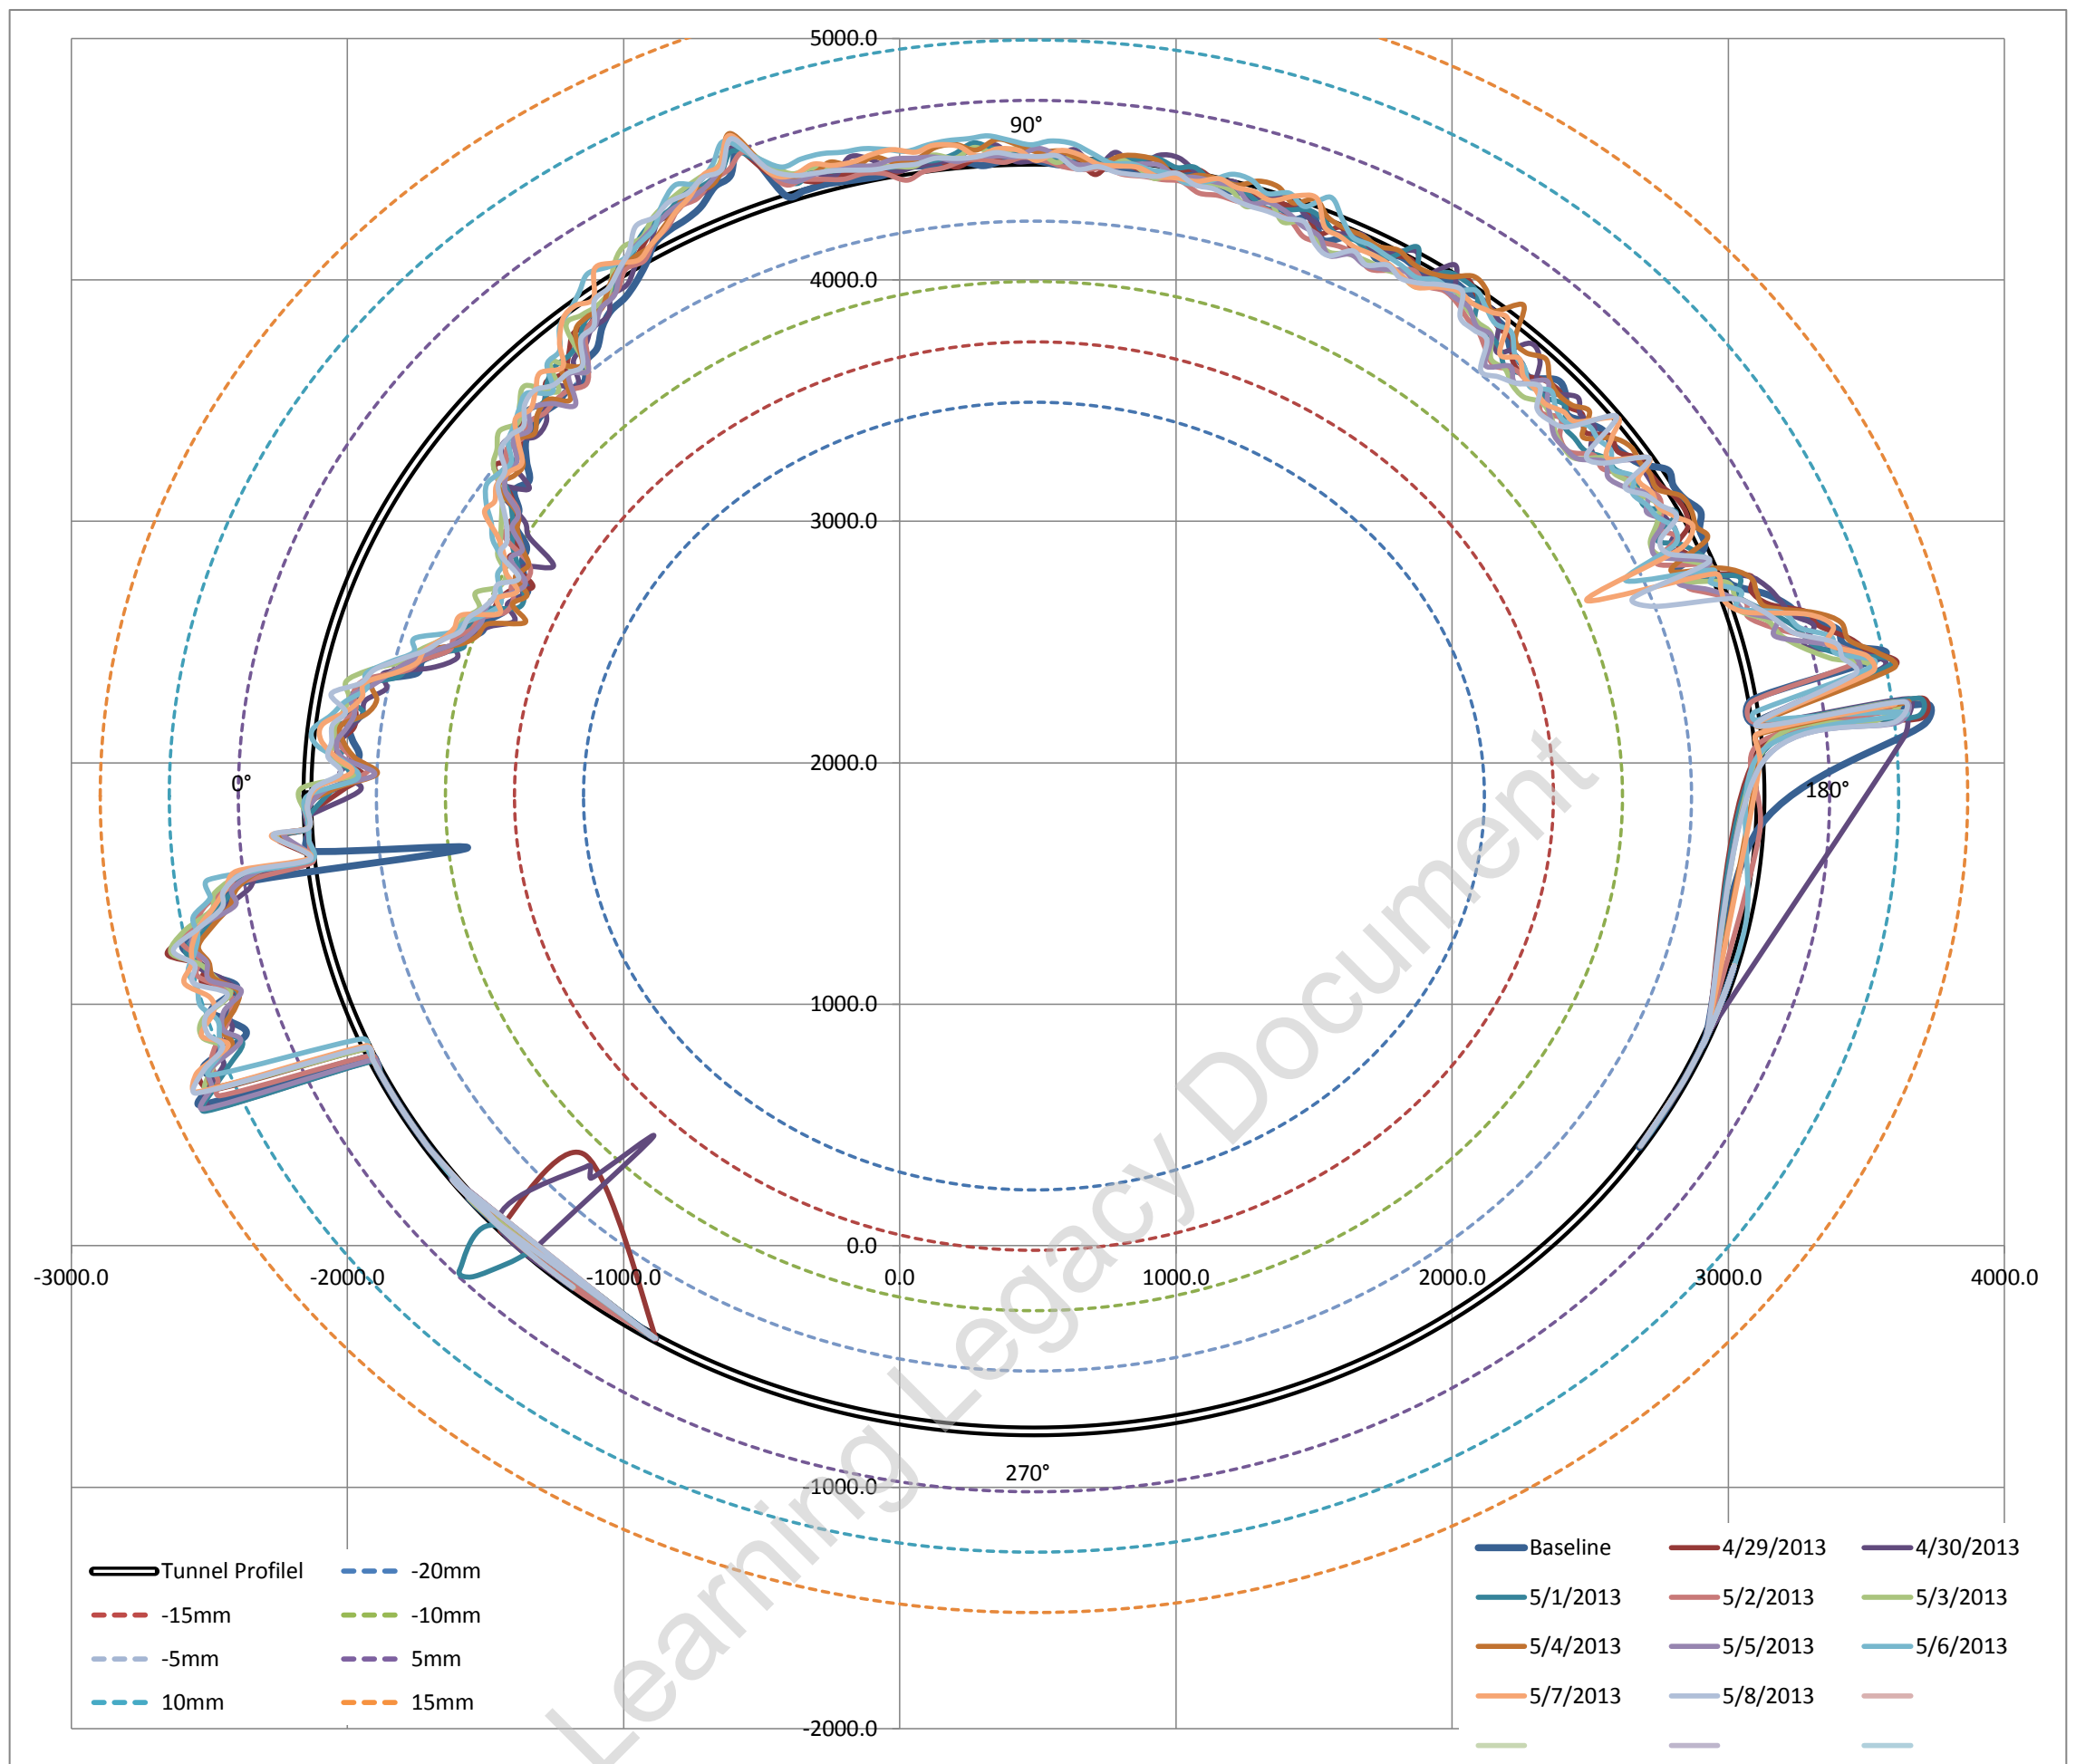 5000.0
90°
4000.0
3000.0
2000.0
0°
180°
1000.0
0.0
-3000.0 -2000.0 -1000.0 0.0 1000.0 2000.0 3000.0 4000.0
270°
-1000.0
-2000.0
Tunnel Profilel -20mm
-15mm -10mm
-5mm 5mm
10mm 15mm
Baseline 4/29/2013 4/30/2013
5/1/2013 5/2/2013 5/3/2013
5/4/2013 5/5/2013 5/6/2013
5/7/2013 5/8/2013
Learning Legacy Document